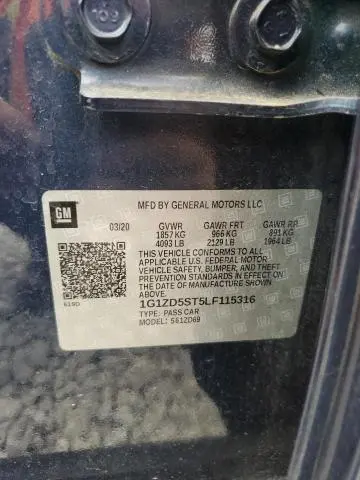 109
MFD BY GENERAL MOTORS LLC
GM
03/20 GVWR GAWR FRT GAWR RR
1857 KG 966 KG 891 KG
4093 LB 2129 LB 1964 LB
THIS VEHICLE CONFORMS TO ALL
APPLICABLE U.S. FEDERAL MOTOR
VEHICLE SAFETY, BUMPER, AND THEFT
PREVENTION STANDARDS IN EFFECT
ON THE DATE OF MANUFACTURE
SHOWN ABOVE.
1G1ZD5ST5LF115316
TYPE: PASS CAR